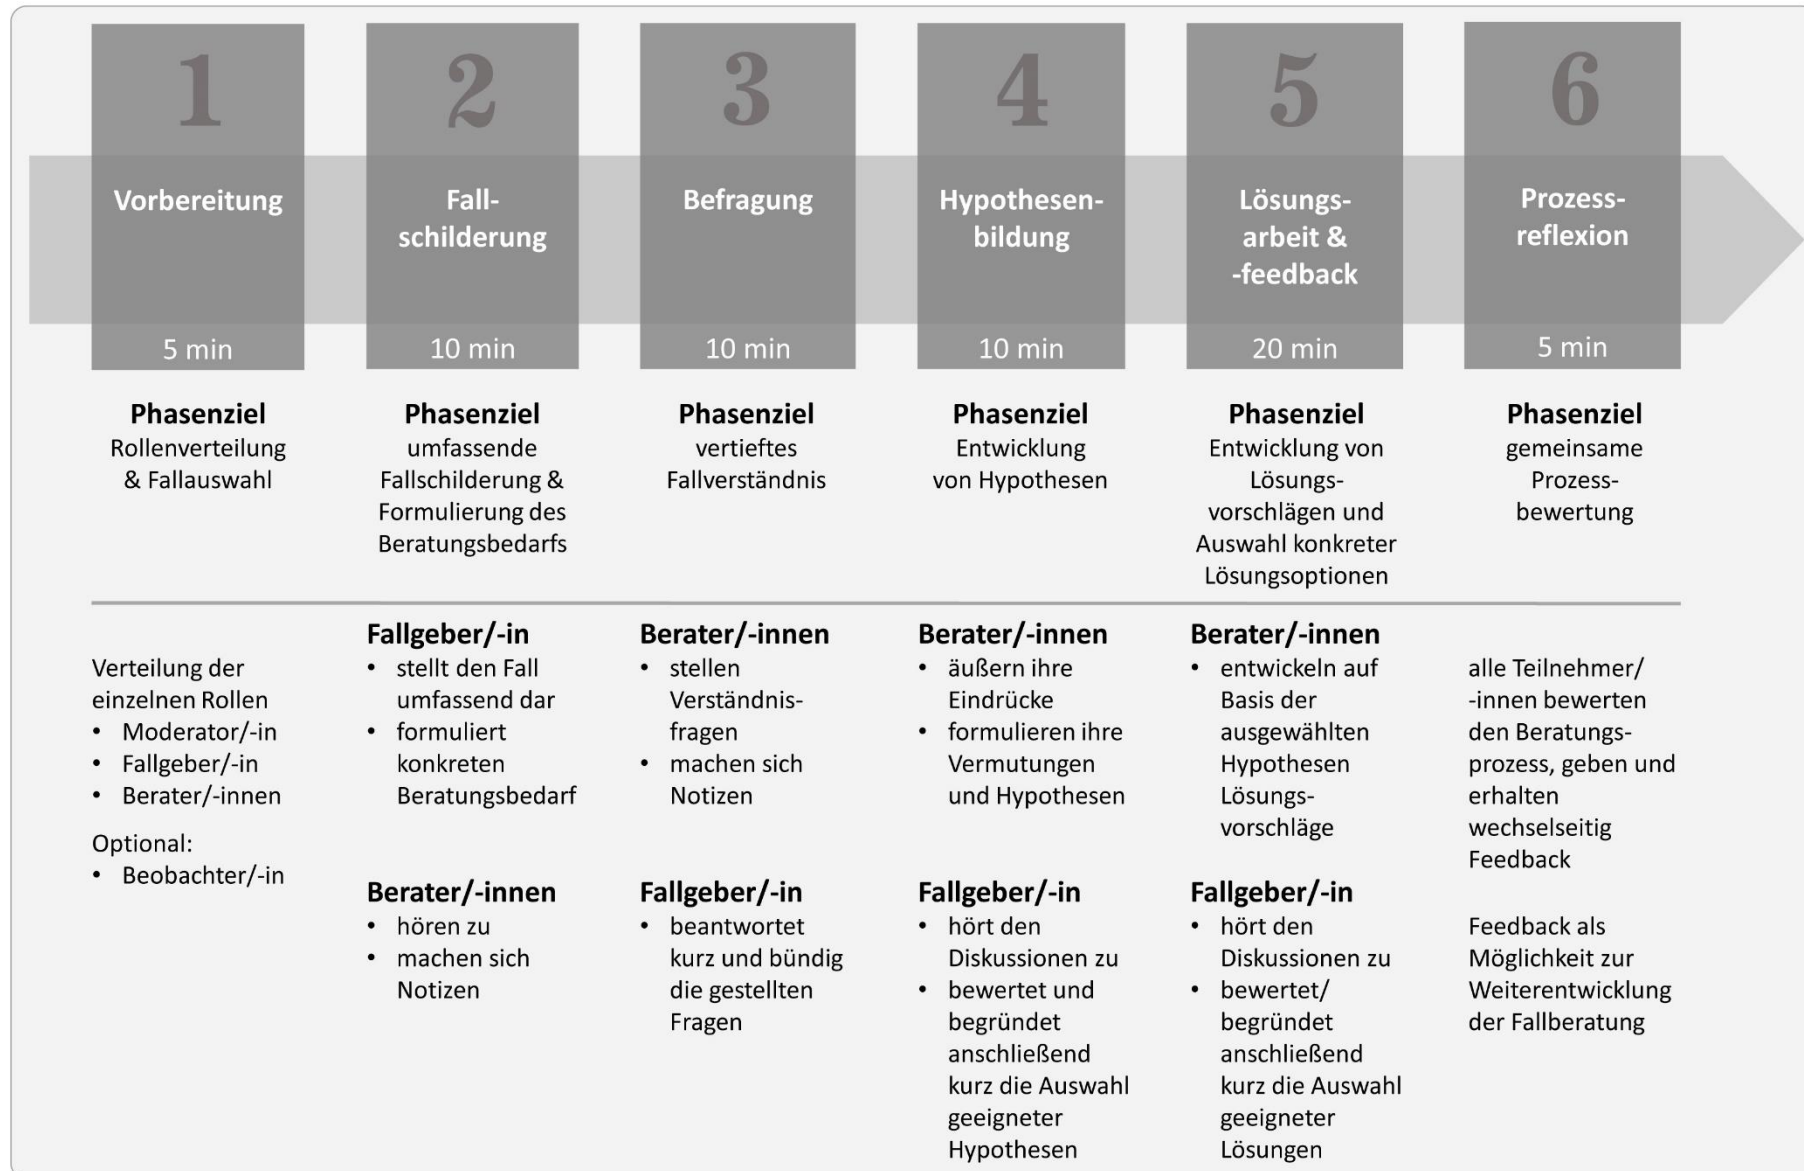 1
Vorbereitung
5 min
Phasenziel
Rollenverteilung
& Fallauswahl
Verteilung der
einzelnen Rollen
• Moderator/-in
• Fallgeber/-in
• Berater/-innen
Optional:
• Beobachter/-in
2
Fall-
schilderung
10 min
Phasenziel
umfassende
Fallschilderung &
Formulierung des
Beratungsbedarfs
Fallgeber/-in
• stellt den Fall
umfassend dar
• formuliert
konkreten
Beratungsbedarf
Berater/-innen
• hören zu
• machen sich
Notizen
3
Befragung
10 min
Phasenziel
vertieftes
Fallverständnis
Berater/-innen
• stellen
Verständnis-
fragen
• machen sich
Notizen
Fallgeber/-in
• beantwortet
kurz und bündig
die gestellten
Fragen
4
Hypothesen-
bildung
10 min
Phasenziel
Entwicklung
von Hypothesen
Berater/-innen
• äußern ihre
Eindrücke
• formulieren ihre
Vermutungen
und Hypothesen
Fallgeber/-in
• hört den
Diskussionen zu
• bewertet und
begründet
anschließend
kurz die Auswahl
geeigneter
Hypothesen
5
Lösungs-
arbeit &
-feedback
20 min
Phasenziel
Entwicklung von
Lösungs-
vorschlägen und
Auswahl konkreter
Lösungsoptionen
Berater/-innen
• entwickeln auf
Basis der
ausgewählten
Hypothesen
Lösungs-
vorschläge
Fallgeber/-in
• hört den
Diskussionen zu
• bewertet/
begründet
anschließend
kurz die Auswahl
geeigneter
Lösungen
6
Prozess-
reflexion
5 min
Phasenziel
gemeinsame
Prozess-
bewertung
alle Teilnehmer/
-innen bewerten
den Beratungs-
prozess, geben und
erhalten
wechselseitig
Feedback
Feedback als
Möglichkeit zur
Weiterentwicklung
der Fallberatung